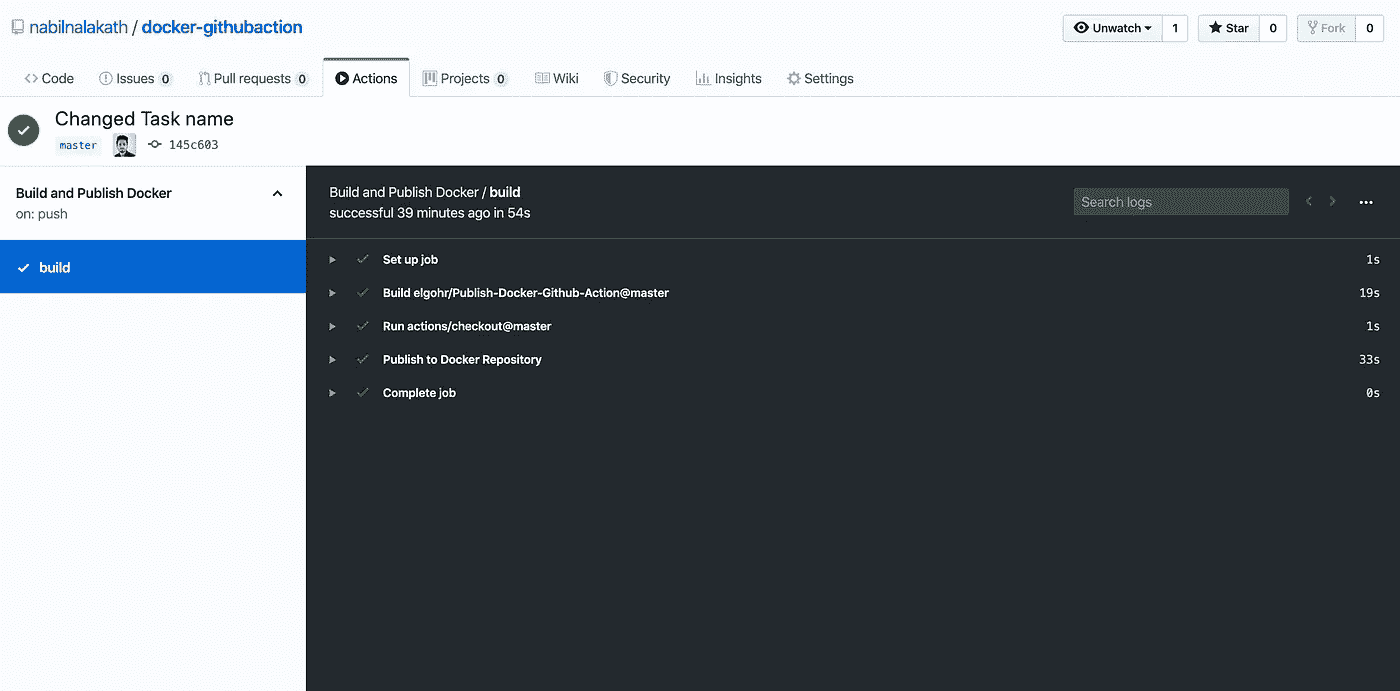 nabilnalakath / docker-githubaction
Unwatch 1 Star 0 Fork 0
Code Issues 0 Pull requests 0 Actions Projects 0 Wiki Security Insights Settings
Changed Task name
master 145c603
Build and Publish Docker
on: push
build
Build and Publish Docker / build
successful 39 minutes ago in 54s
Search logs
Set up job 1s
Build elgohr/Publish-Docker-Github-Action@master 19s
Run actions/checkout@master 1s
Publish to Docker Repository 33s
Complete job 0s